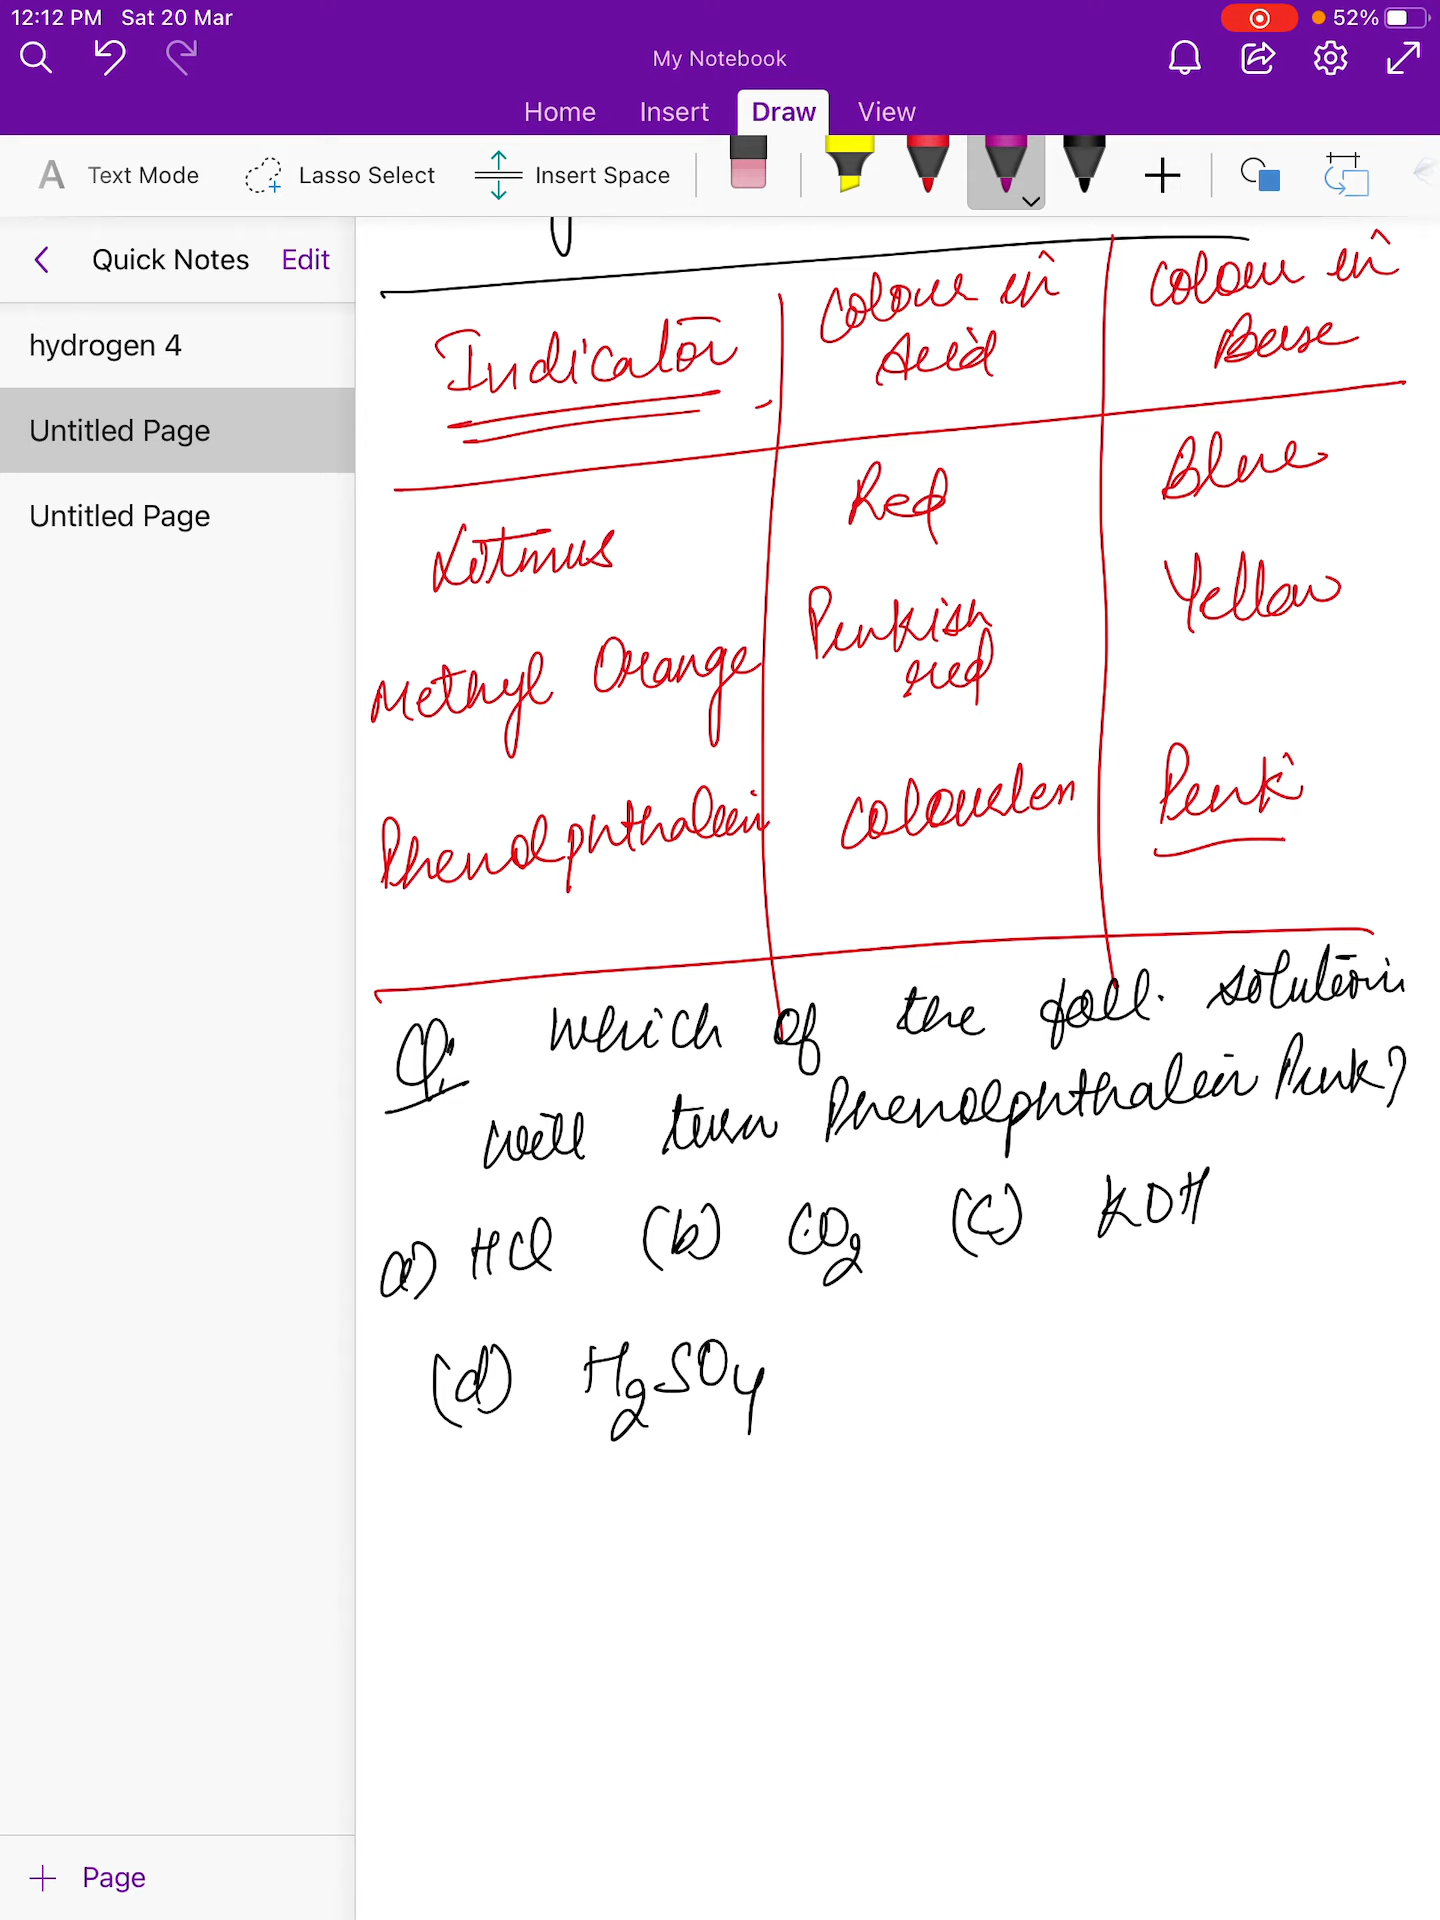 12:12 PM Sat 20 Mar
52%
My Notebook
Home Insert Draw View
A Text Mode Lasso Select Insert Space
Quick Notes Edit
hydrogen 4
Untitled Page
Untitled Page
Page
Indicator
Colour in
Acid
Colour in
Base
Litmus Red Blue
Methyl Orange Pinkish
red
Yellow
Phenolphthalein colourless Pink
Q. Which of the foll. solution
will turn Phenolphthalein Pink?
a) HCl (b) CO2 (c) KOH
(d) H2SO4